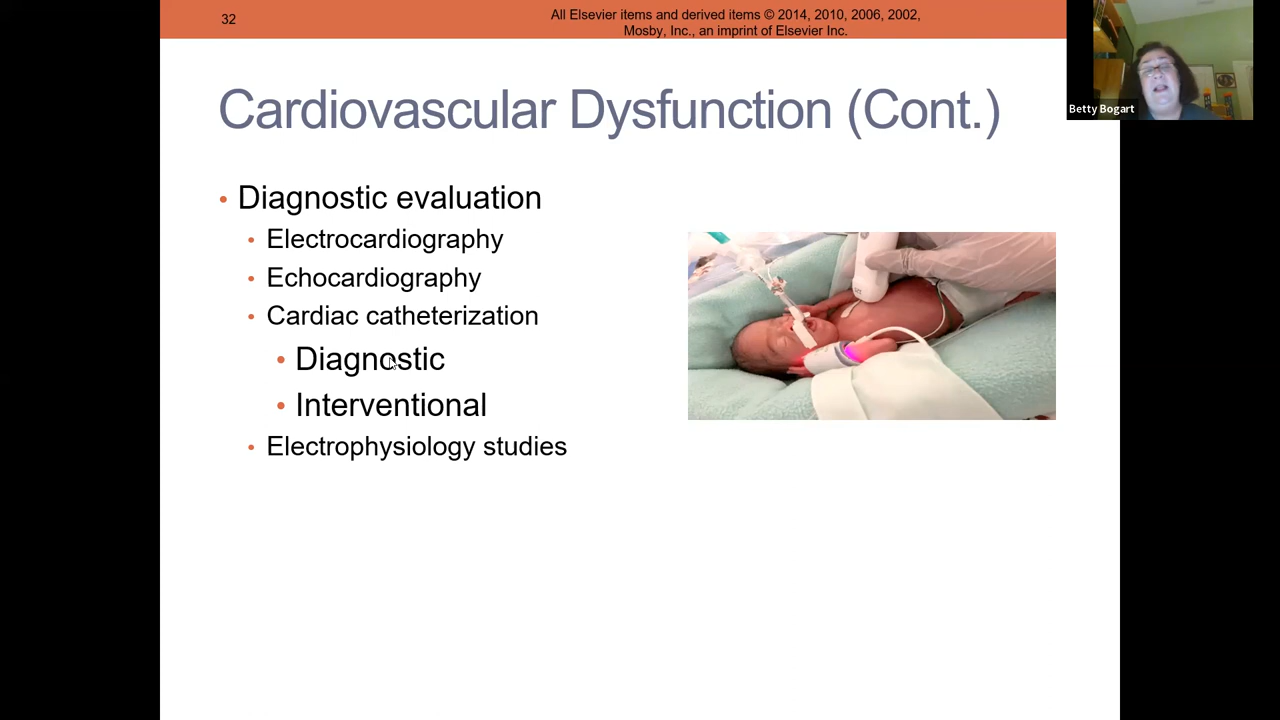 32
All Elsevier items and derived items © 2014, 2010, 2006, 2002,
Mosby, Inc., an imprint of Elsevier Inc.
Betty Bogart
Cardiovascular Dysfunction (Cont.)
• Diagnostic evaluation
• Electrocardiography
• Echocardiography
• Cardiac catheterization
• Diagnostic
• Interventional
• Electrophysiology studies